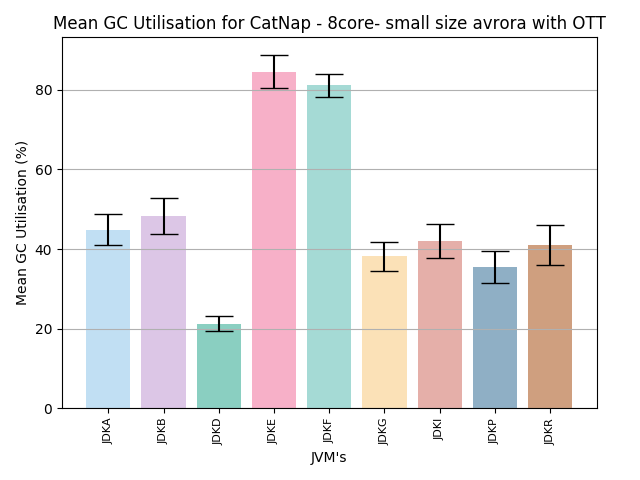 Mean GC Utilisation for CatNap - 8core- small size avrora with OTT
Mean GC Utilisation (%)
80
60
40
20
0
JDKA
JDKB
JDKD
JDKE
JDKF
JDKG
JDKI
JDKP
JDKR
JVM's